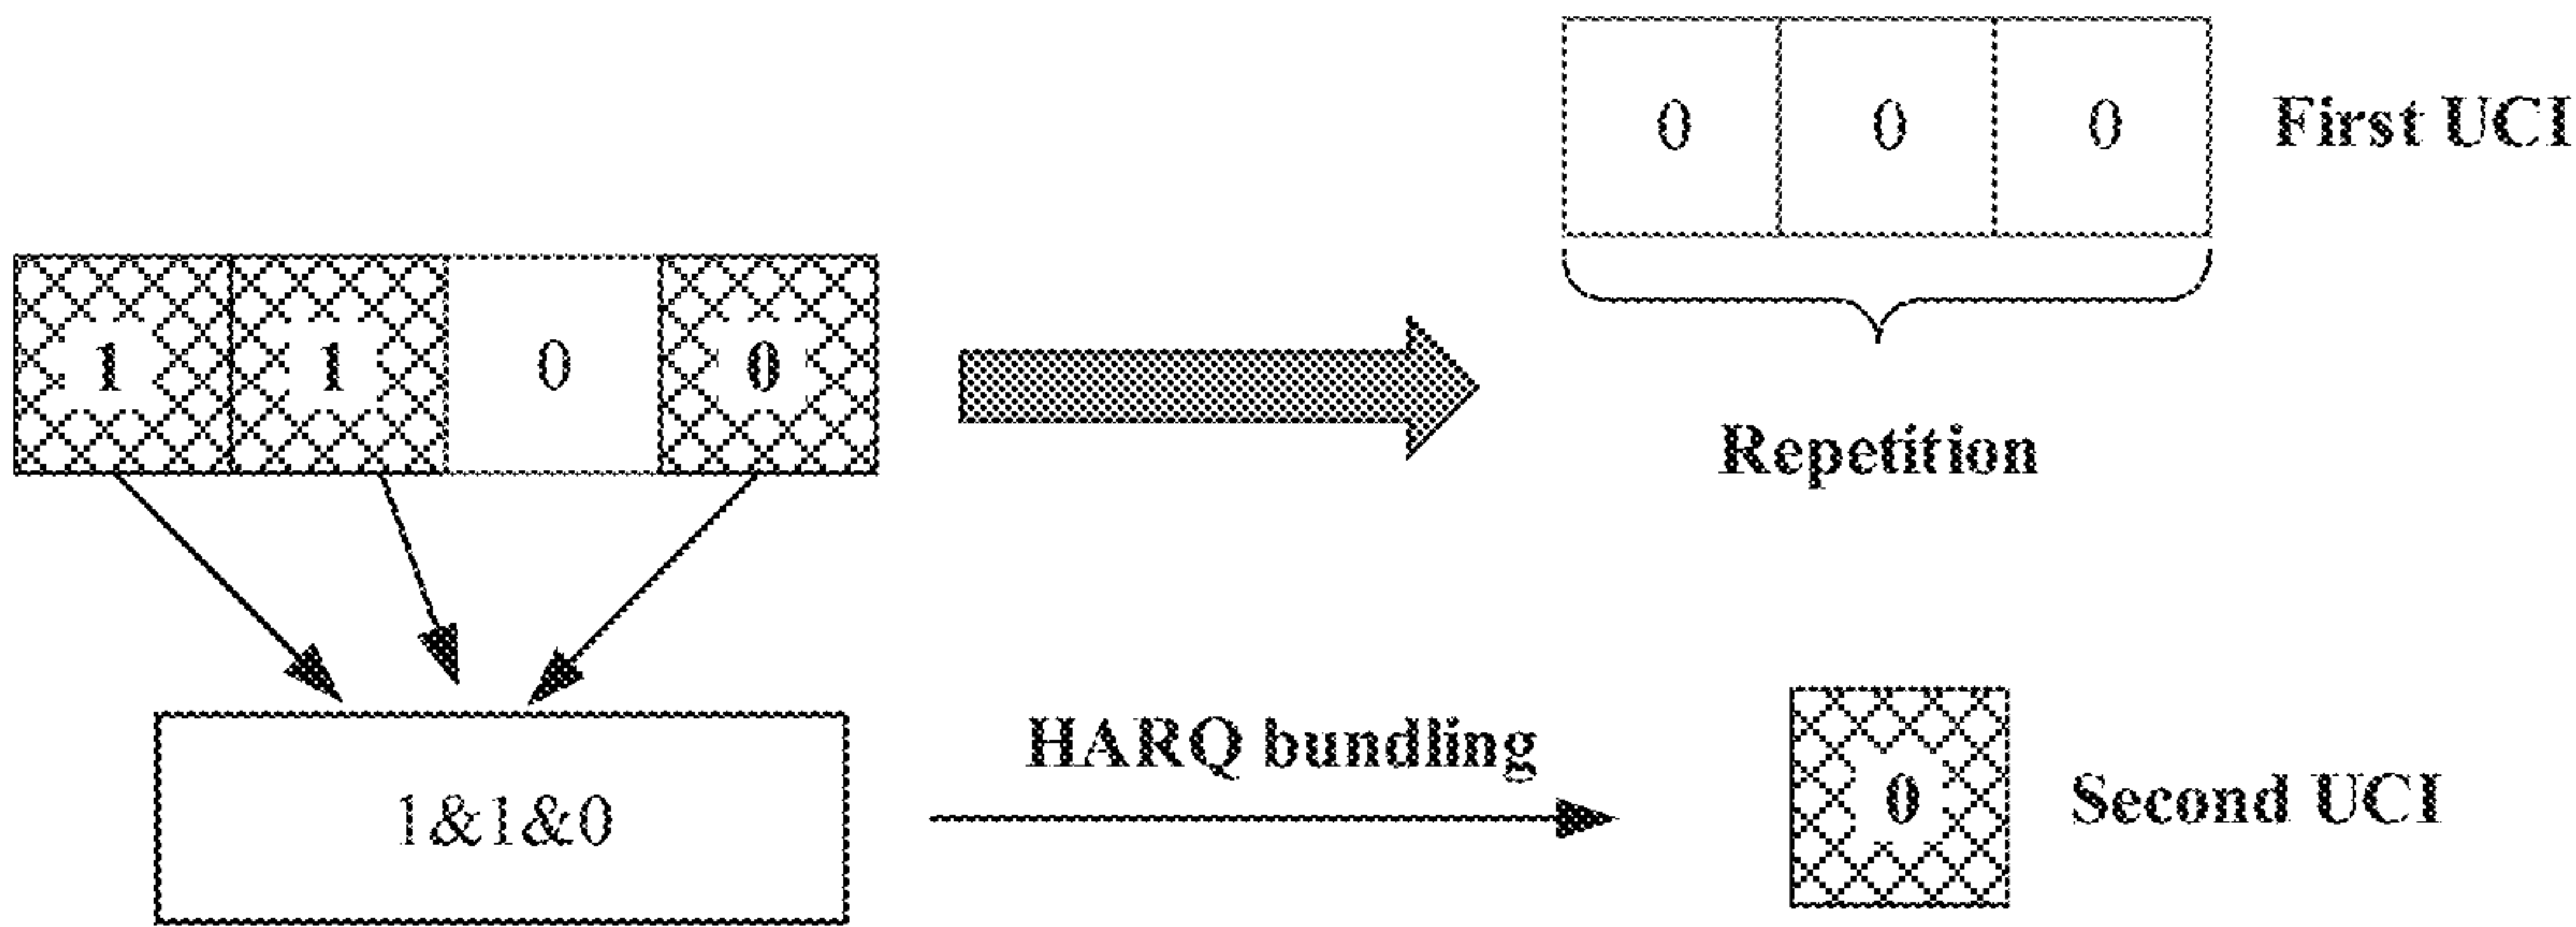 0 0 0 First UCI
1 1 0 0
Repetition
HARQ bundling
1&1&0
0 Second UCI